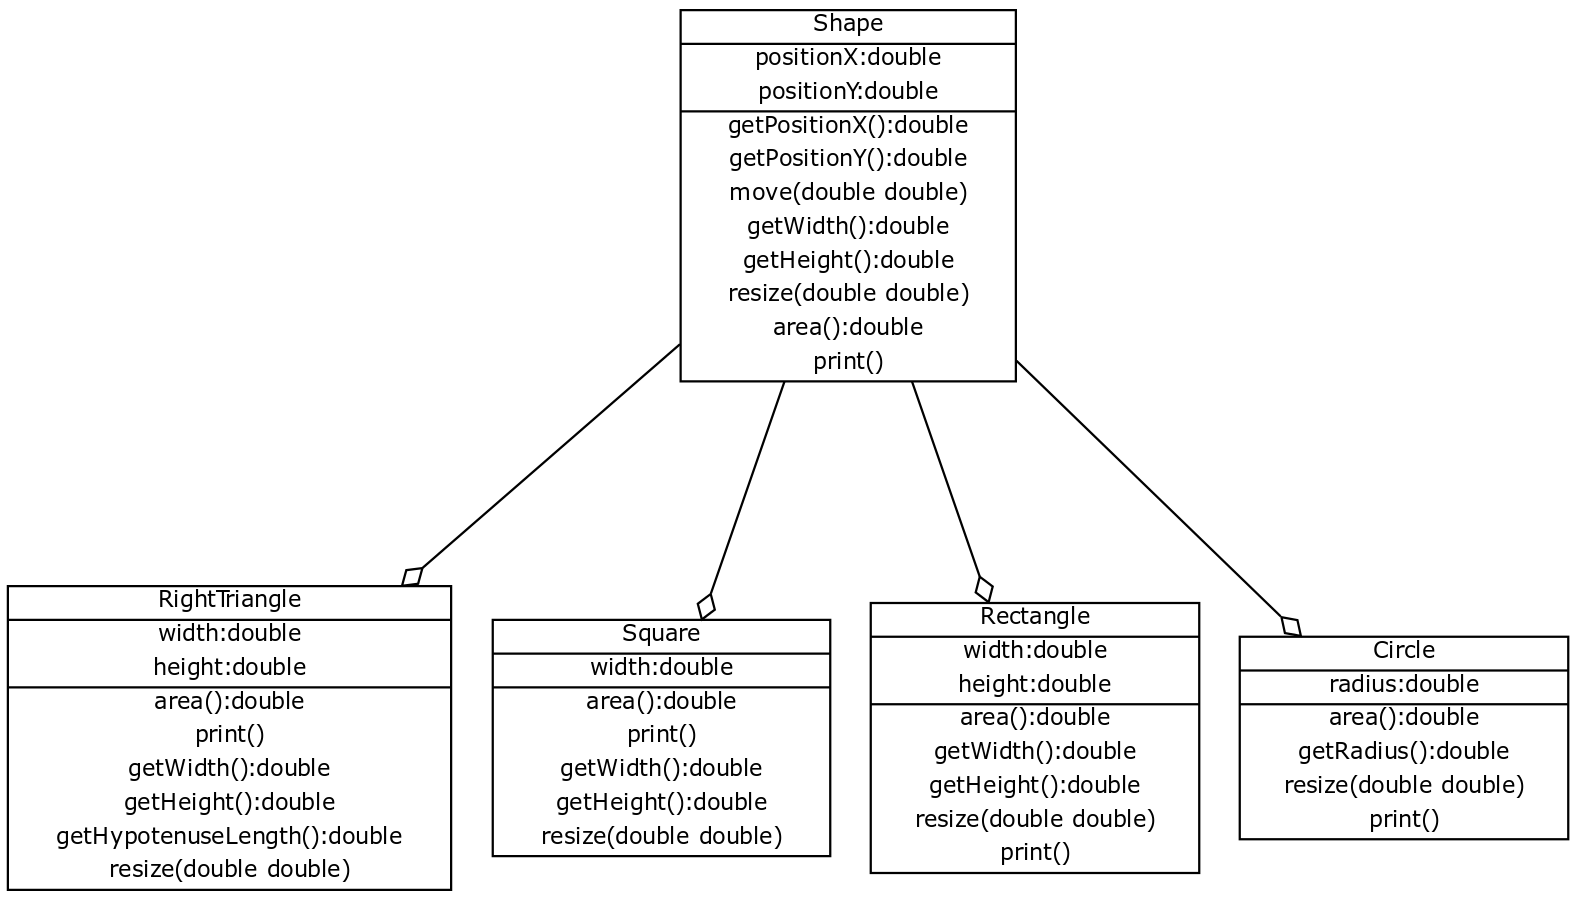 Shape
positionX:double
positionY:double
getPositionX():double
getPositionY():double
move(double double)
getWidth():double
getHeight():double
resize(double double)
area():double
print()
RightTriangle
width:double
height:double
area():double
print()
getWidth():double
getHeight():double
getHypotenuseLength():double
resize(double double)
Square
width:double
area():double
print()
getWidth():double
getHeight():double
resize(double double)
Rectangle
width:double
height:double
area():double
getWidth():double
getHeight():double
resize(double double)
print()
Circle
radius:double
area():double
getRadius():double
resize(double double)
print()